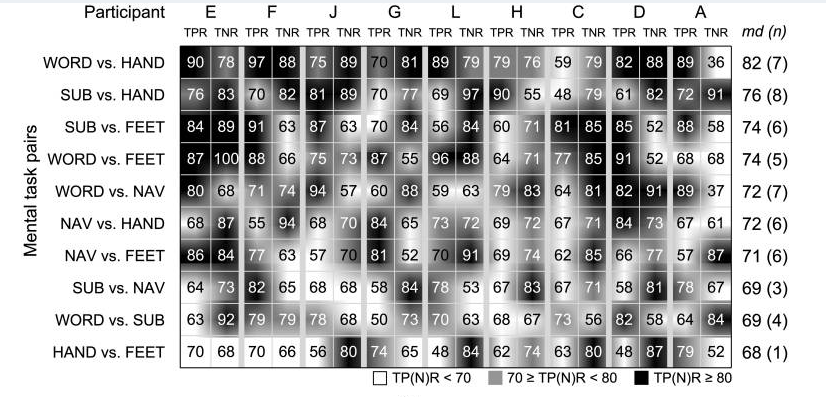 Participant E F J G L H C D A
TPR TNR TPR TNR TPR TNR TPR TNR TPR TNR TPR TNR TPR TNR TPR TNR TPR TNR md (n)
Mental task pairs
WORD vs. HAND 90 78 97 88 75 89 70 81 89 79 79 76 59 79 82 88 89 36 82 (7)
SUB vs. HAND 76 83 70 82 81 89 70 77 69 97 90 55 48 79 61 82 72 91 76 (8)
SUB vs. FEET 84 89 91 63 87 63 70 84 56 84 60 71 81 85 85 52 88 58 74 (6)
WORD vs. FEET 87 100 88 66 75 73 87 55 96 88 64 71 77 85 91 52 68 68 74 (5)
WORD vs. NAV 80 68 71 74 94 57 60 88 59 63 79 83 64 81 82 91 89 37 72 (7)
NAV vs. HAND 68 87 55 94 68 70 84 65 73 72 69 72 67 71 84 73 67 61 72 (6)
NAV vs. FEET 86 84 77 63 57 70 81 52 70 91 69 74 62 85 66 77 57 87 71 (6)
SUB vs. NAV 64 73 82 65 68 68 58 84 78 53 67 83 67 71 58 81 78 67 69 (3)
WORD vs. SUB 63 92 79 79 78 68 50 73 70 63 68 67 73 56 82 58 64 84 69 (4)
HAND vs. FEET 70 68 70 66 56 80 74 65 48 84 62 74 63 80 48 87 79 52 68 (1)
TP(N)R < 70 70 ≥ TP(N)R < 80 TP(N)R ≥ 80